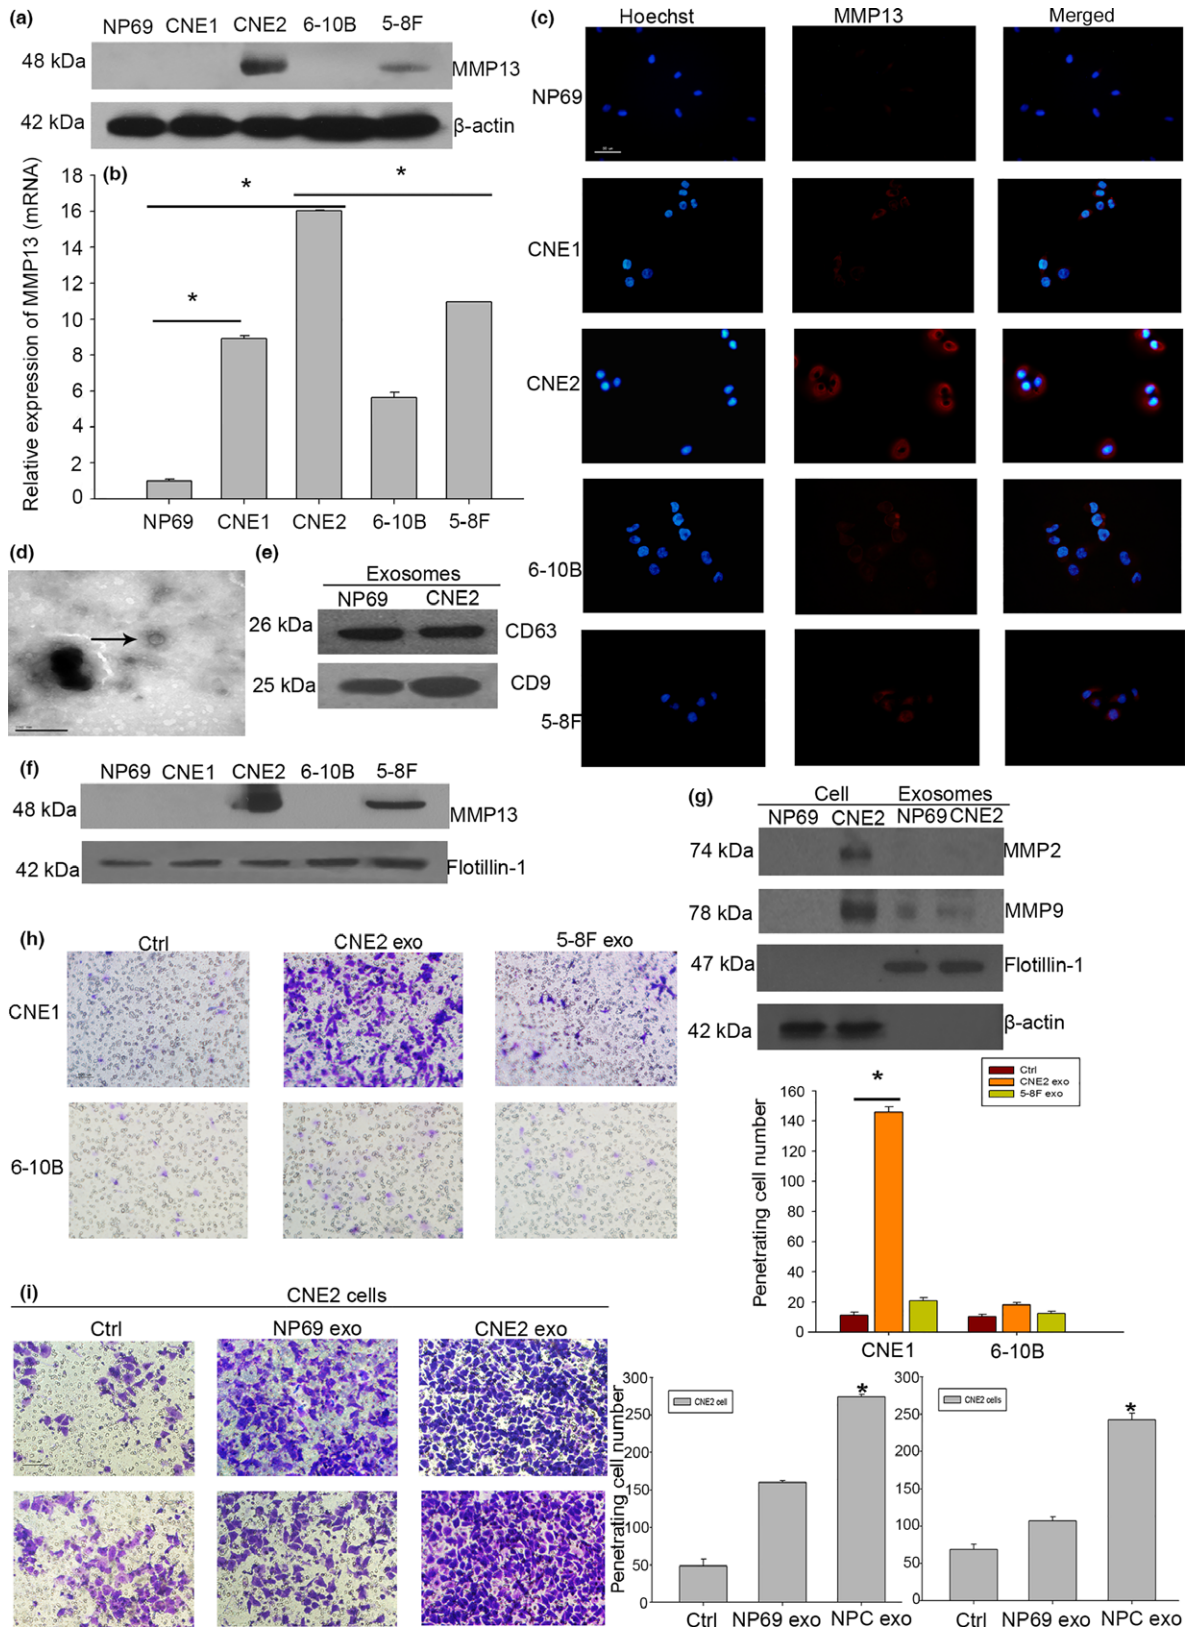 (a)
NP69 CNE1 CNE2 6-10B 5-8F
48 kDa MMP13
42 kDa β-actin
(b)
Relative expression of MMP13 (mRNA)
18
16
14
12
10
8
6
4
2
0
* * *
NP69 CNE1 CNE2 6-10B 5-8F
(c)
Hoechst MMP13 Merged
NP69
CNE1
CNE2
6-10B
5-8F
(d)
(e)
Exosomes
NP69 CNE2
26 kDa CD63
25 kDa CD9
(f)
NP69 CNE1 CNE2 6-10B 5-8F
48 kDa MMP13
42 kDa Flotillin-1
(g)
Cell Exosomes
NP69 CNE2 NP69 CNE2
74 kDa MMP2
78 kDa MMP9
47 kDa Flotillin-1
42 kDa β-actin
(h)
Ctrl CNE2 exo 5-8F exo
CNE1
6-10B
Ctrl
CNE2 exo
5-8F exo
Penetrating cell number
160
140
120
100
80
60
40
20
0
*
CNE1 6-10B
(i)
CNE2 cells
Ctrl NP69 exo CNE2 exo
Penetrating cell number
300
250
200
150
100
50
0
CNE2 cell
*
Ctrl NP69 exo NPC exo
300
250
200
150
100
50
0
CNE2 cells
*
Ctrl NP69 exo NPC exo